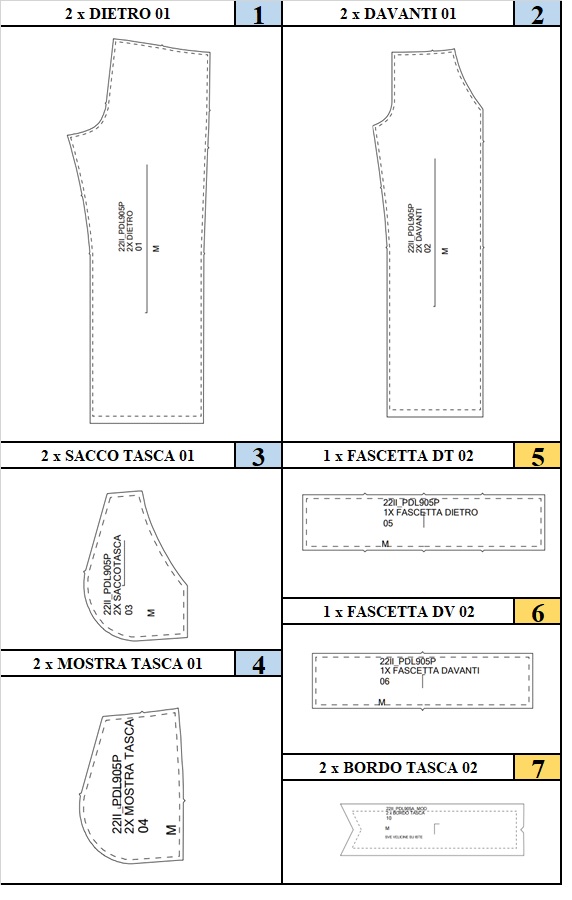 2 x DIETRO 01
1
22II_PDL905P
2X DIETRO
01
M
2 x DAVANTI 01
2
22II_PDL905P
2X DAVANTI
02
M
2 x SACCO TASCA 01
3
22II_PDL905P
2X SACCOTASCA
03
M
2 x MOSTRA TASCA 01
4
22II_PDL905P
2X MOSTRA TASCA
04
M
1 x FASCETTA DT 02
5
22II_PDL905P
1X FASCETTA DIETRO
05
M
1 x FASCETTA DV 02
6
22II_PDL905P
1X FASCETTA DAVANTI
06
M
2 x BORDO TASCA 02
7
22II_PDL905A_MOD
2 x BORDO TASCA
10
M